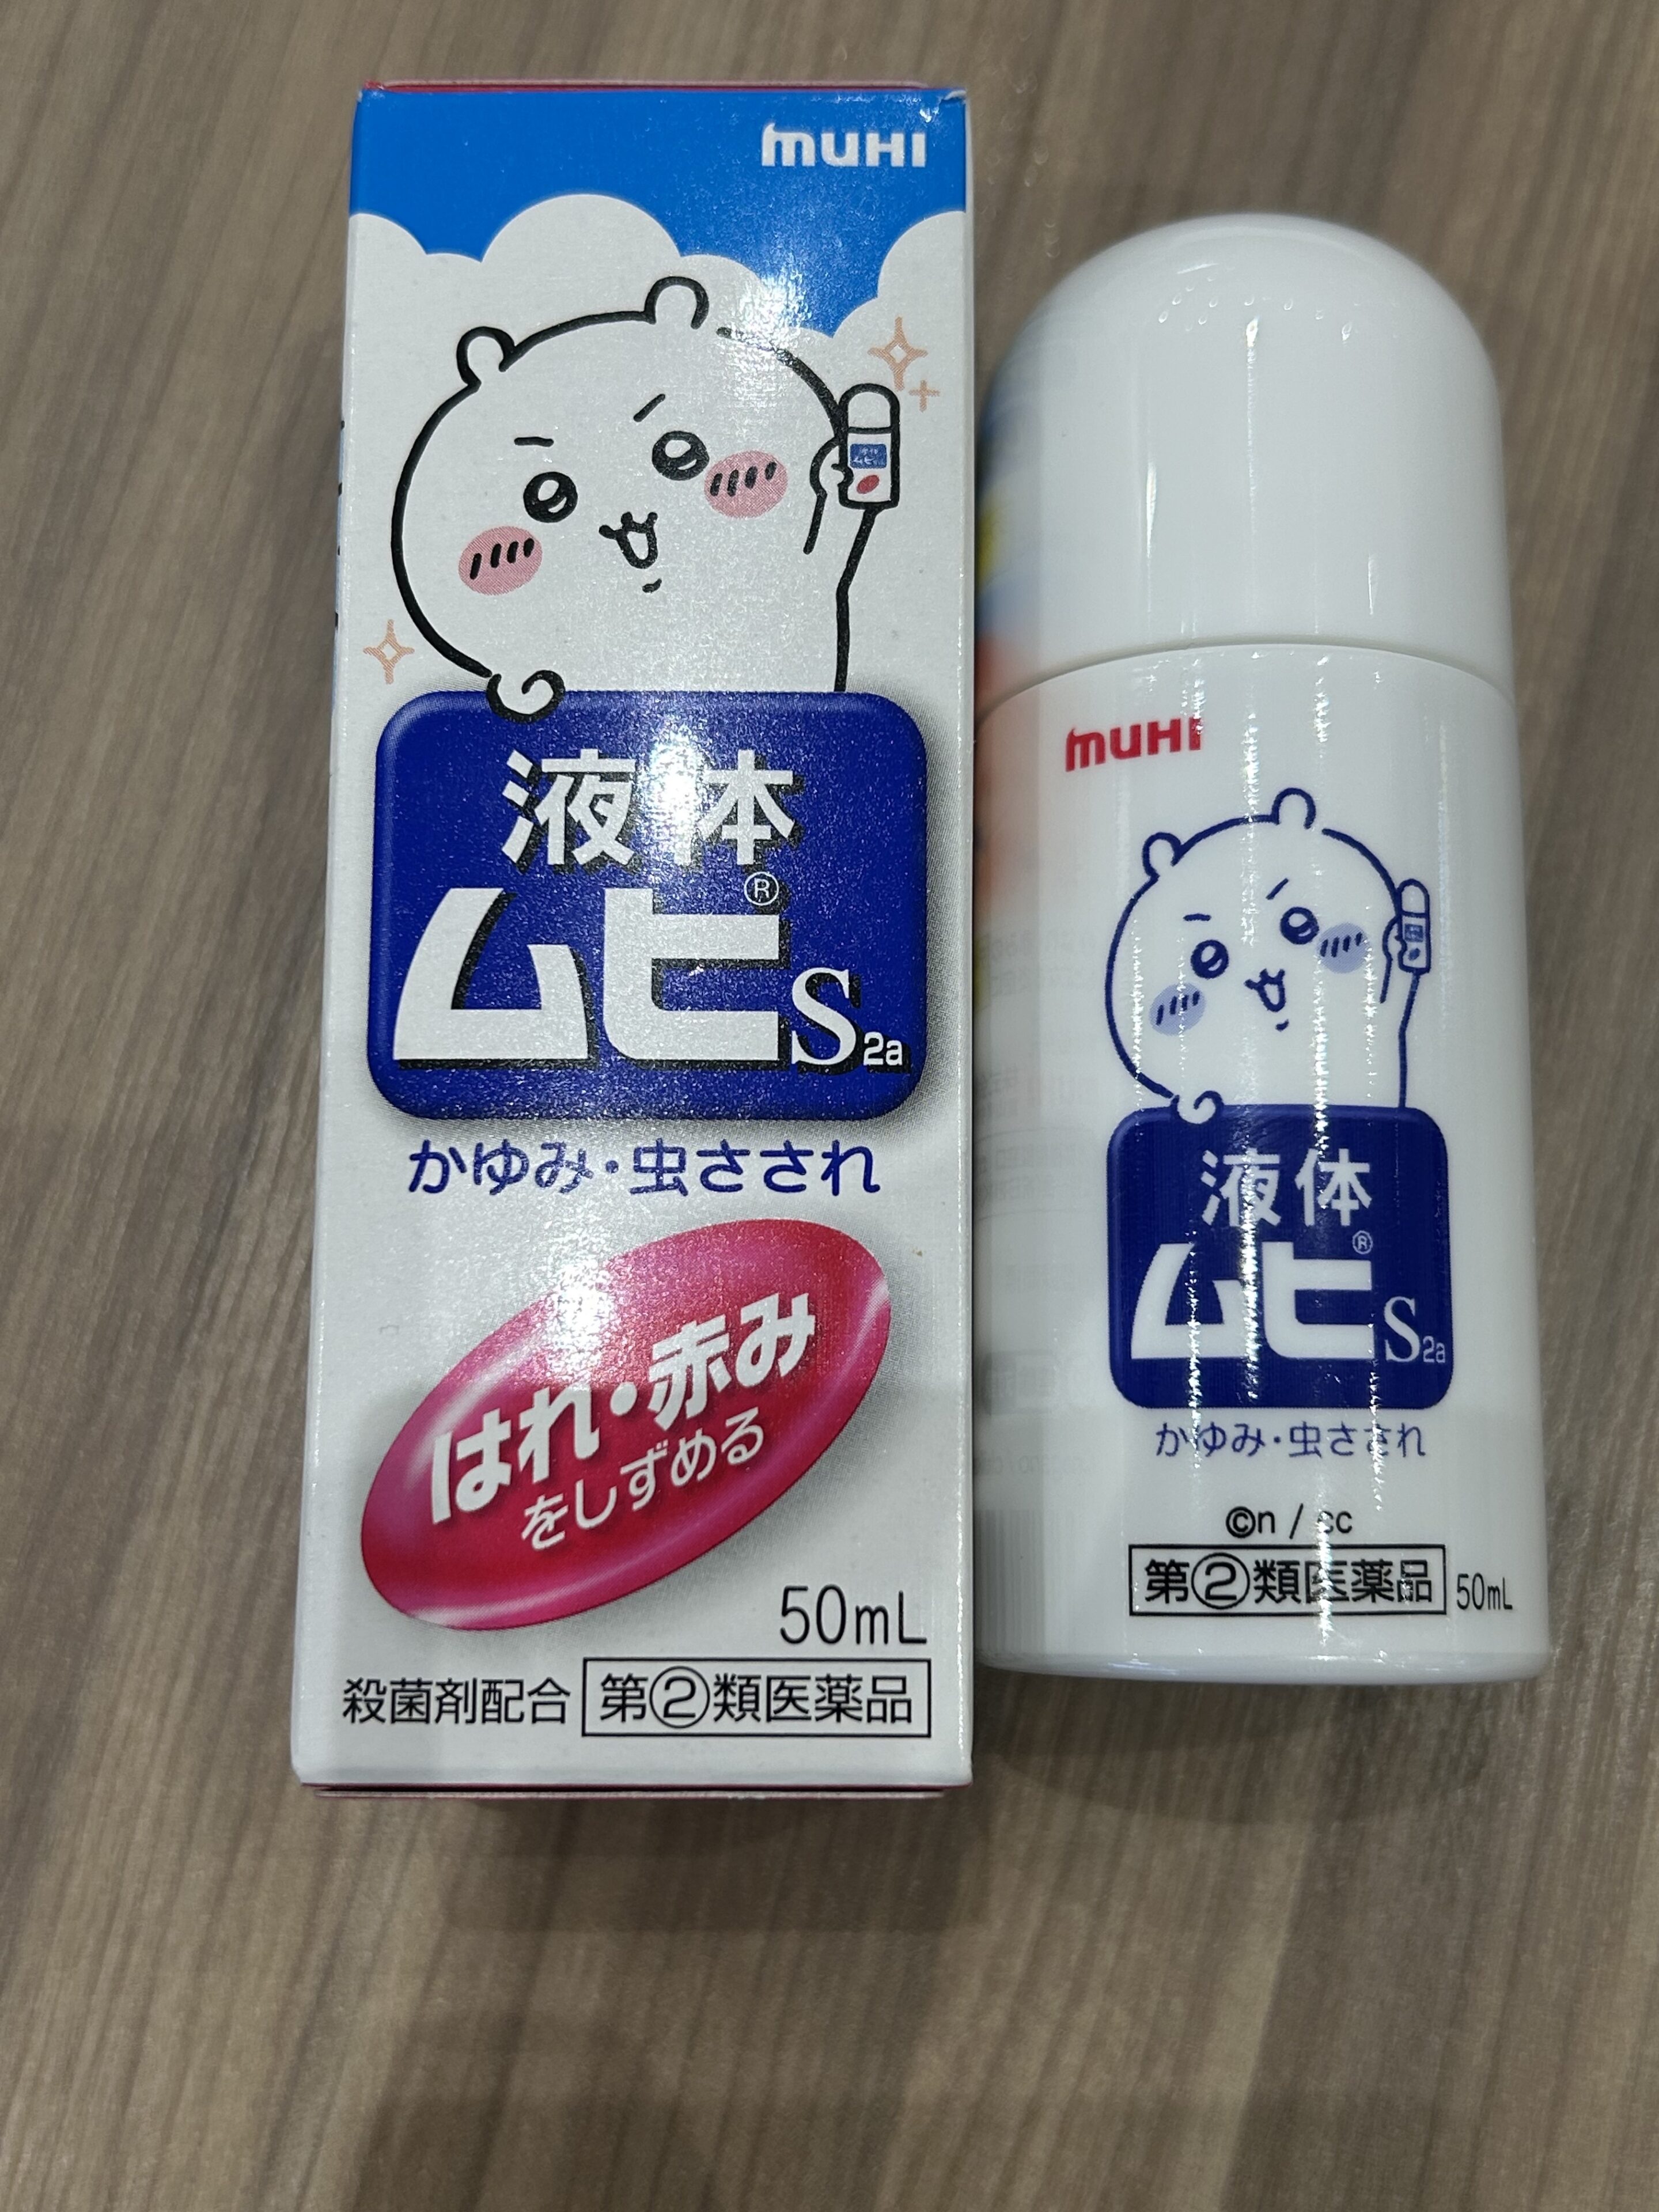 MUHI
液体
ムヒ®S2a
かゆみ・虫さされ
はれ・赤み
をしずめる
50mL
殺菌剤配合 第②類医薬品
MUHI
液体
ムヒ®S2a
かゆみ・虫さされ
©n / cc
第②類医薬品 50mL